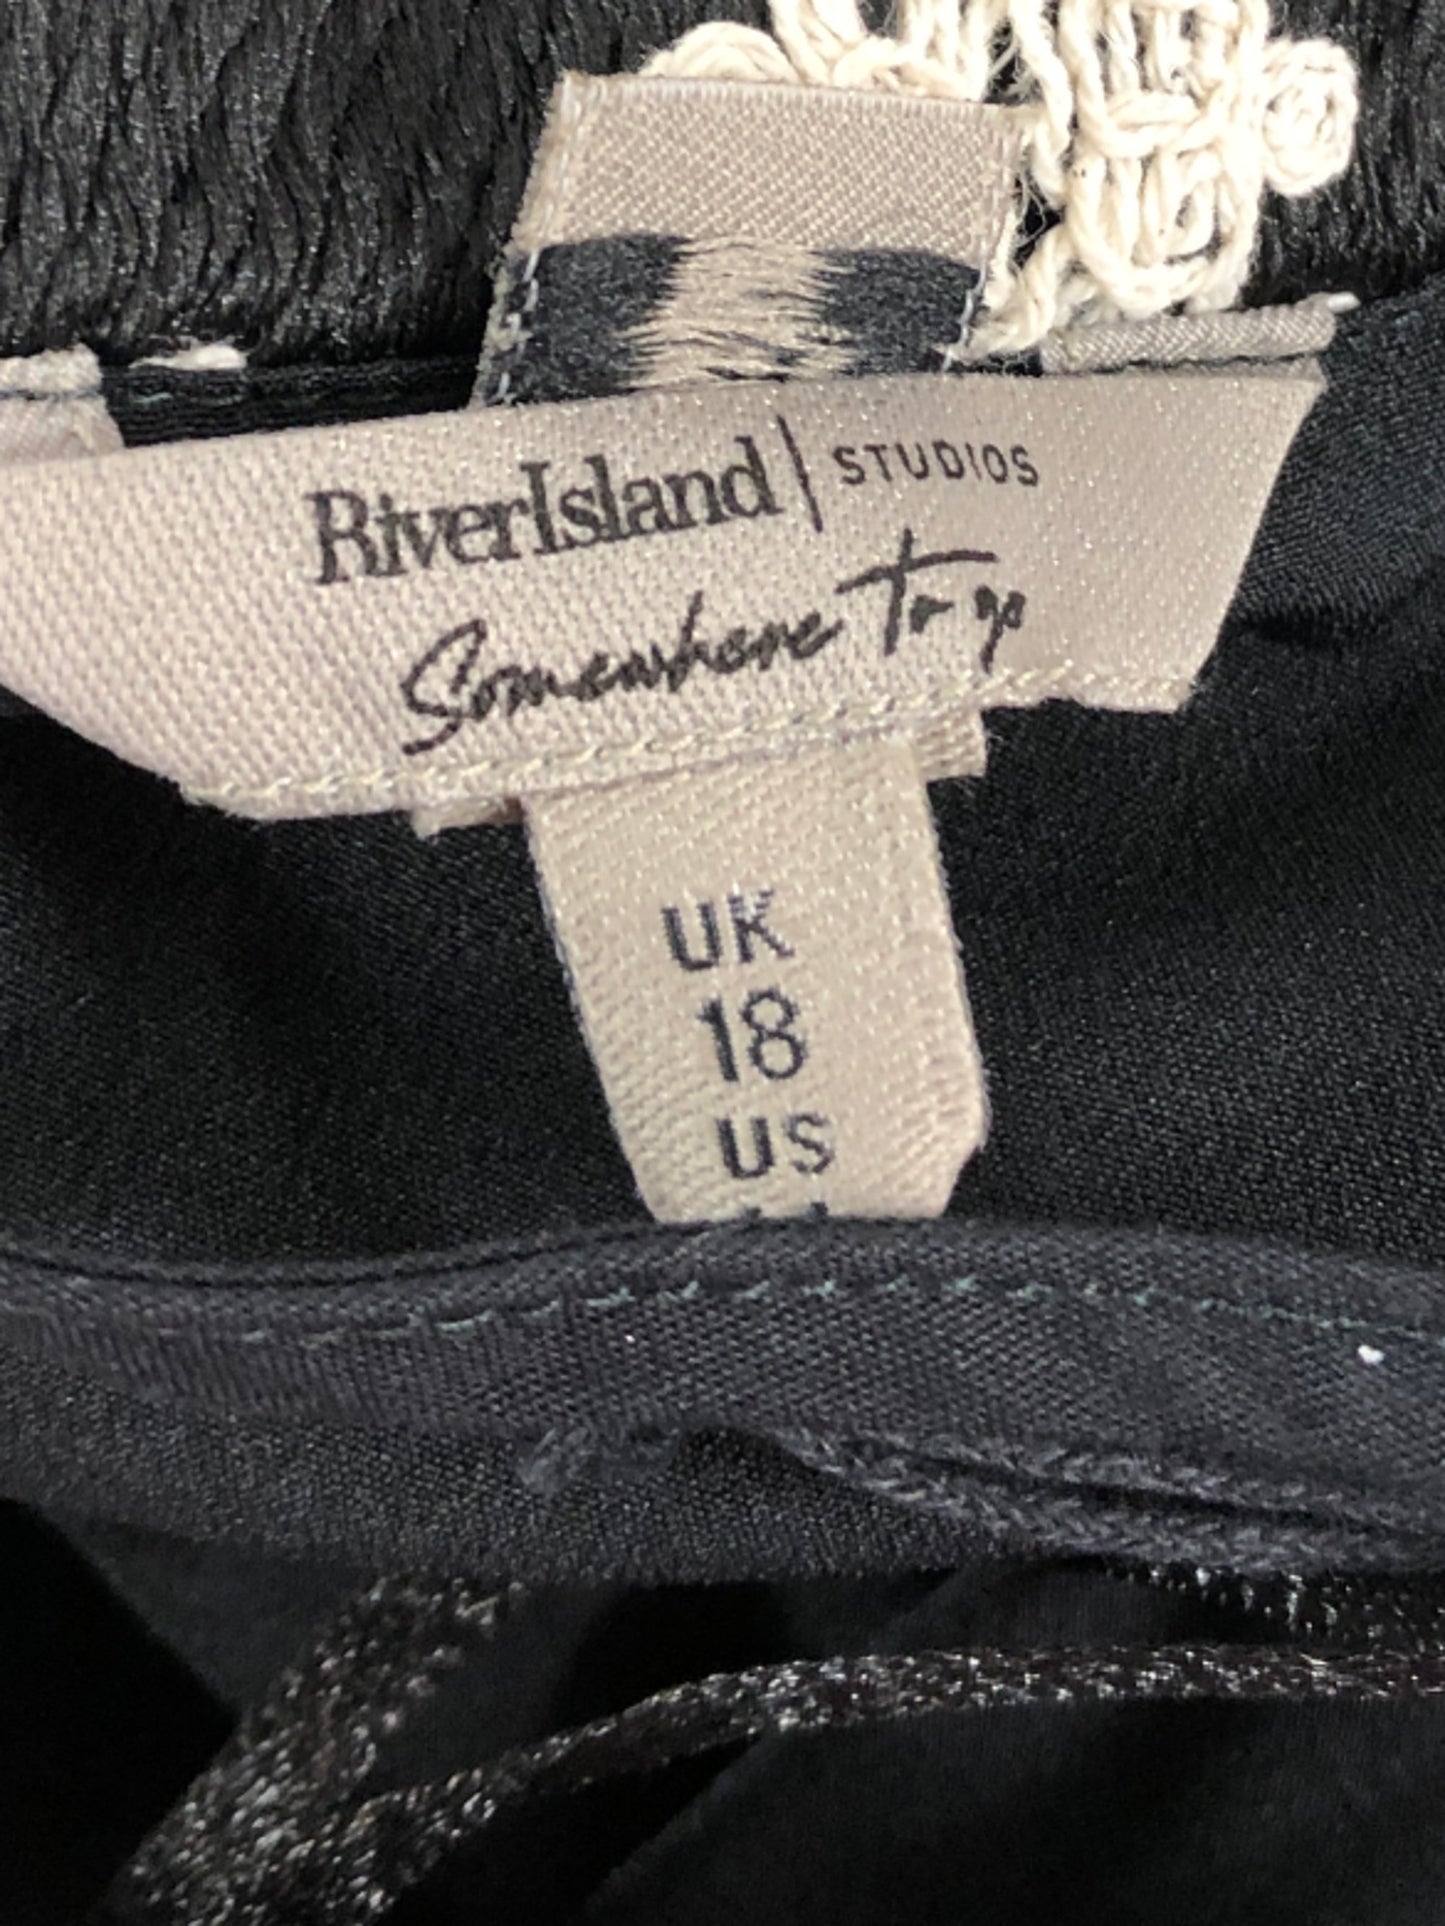 RiverIsland | STUDIOS
Somewhere To go
UK
18
US